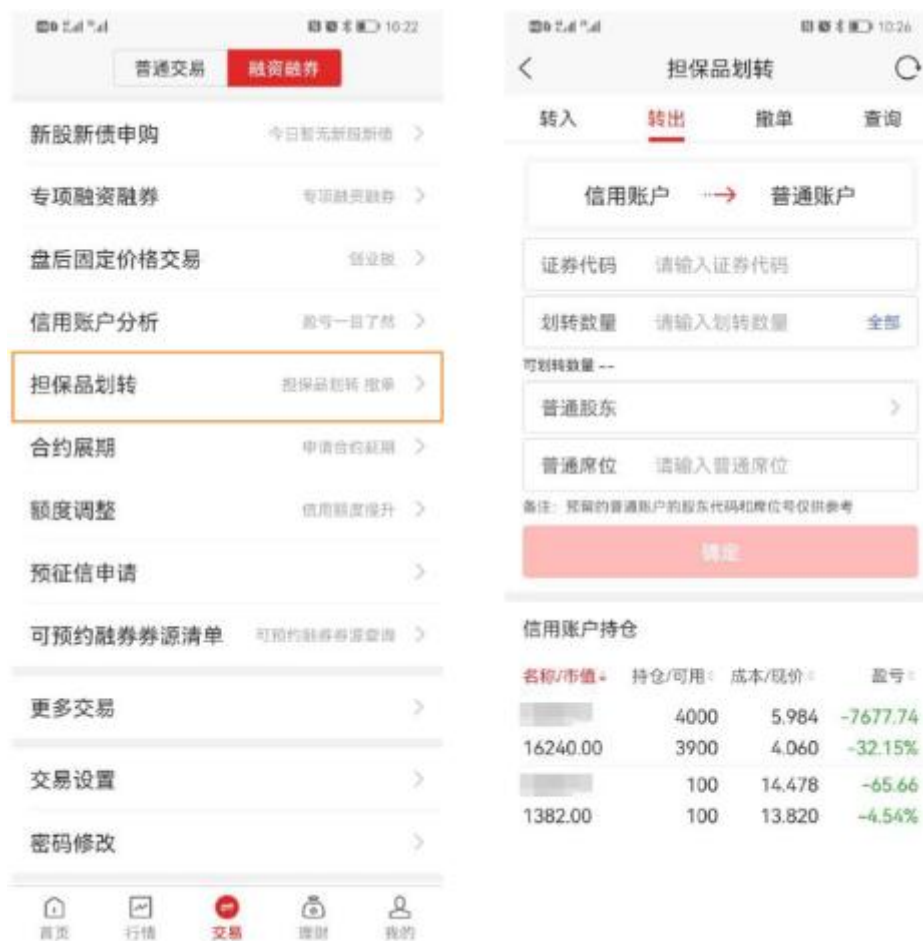 10:22
普通交易 融资融券
新股新债申购 今日暂无新股新债
专项融资融券 专项融资融券
盘后固定价格交易 创业板
信用账户分析 盈亏一目了然
担保品划转 担保品划转 撤单
合约展期 申请合约延期
额度调整 信用额度提升
预征信申请
可预约融券券源清单 可预约融券券源查询
更多交易
交易设置
密码修改
首页 行情 交易 理财 我的
10:26
担保品划转
转入 转出 撤单 查询
信用账户 普通账户
证券代码 请输入证券代码
划转数量 请输入划转数量 全部
可划转数量 --
普通股东
普通席位 请输入普通席位
备注：预留的普通账户的股东代码和席位号仅供参考
确定
信用账户持仓
名称/市值 持仓/可用 成本/现价 盈亏
4000 5.984 -7677.74
16240.00 3900 4.060 -32.15%
100 14.478 -65.66
1382.00 100 13.820 -4.54%